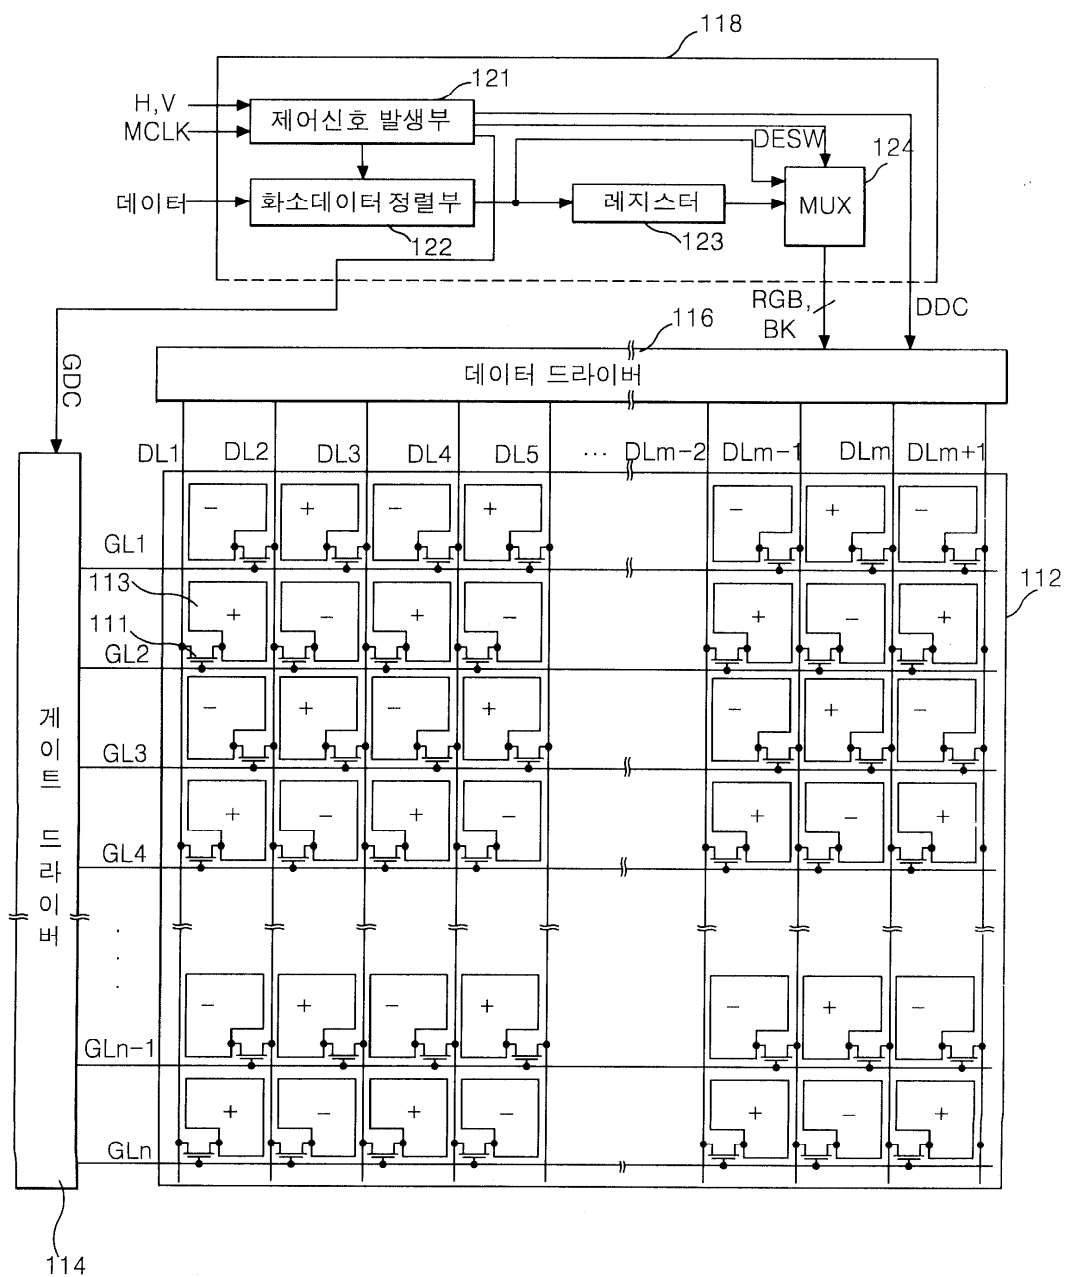 118
121
H,V
MCLK
제어신호 발생부
DESW
124
데이터
화소데이터 정렬부
레지스터
MUX
122
123
RGB,
BK
DDC
116
GDC
데이터 드라이버
DL1 DL2 DL3 DL4 DL5 ... DLm-2 DLm-1 DLm DLm+1
- + - + - + -
GL1
113
112
+ - + - + - +
111
GL2
- + - + - + -
GL3
+ - + - + - +
GL4
게이트 드라이버
- + - + - + -
GLn-1
+ - + - + - +
GLn
114